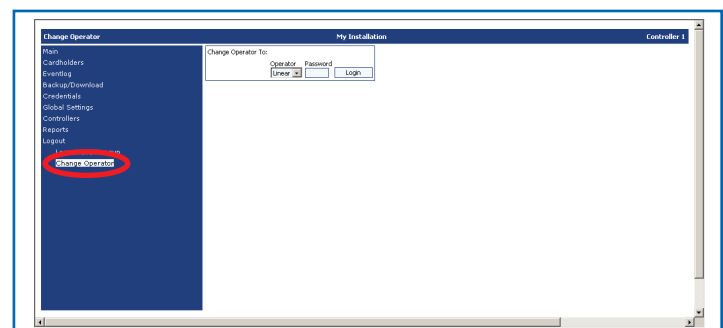 Change Operator My Installation Controller 1
Main
Cardholders
Eventlog
Backup/Download
Credentials
Global Settings
Controllers
Reports
Logout
Change Operator
Change Operator To:
Operator Password
Linear Login